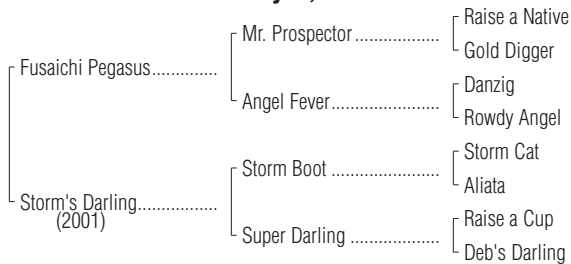 Raise a Native
Mr. Prospector ..................
Gold Digger
Fusaichi Pegasus..............
Danzig
Angel Fever.......................
Rowdy Angel
Storm Cat
Storm Boot .......................
Aliata
Storm's Darling.................
(2001)
Raise a Cup
Super Darling ....................
Deb's Darling